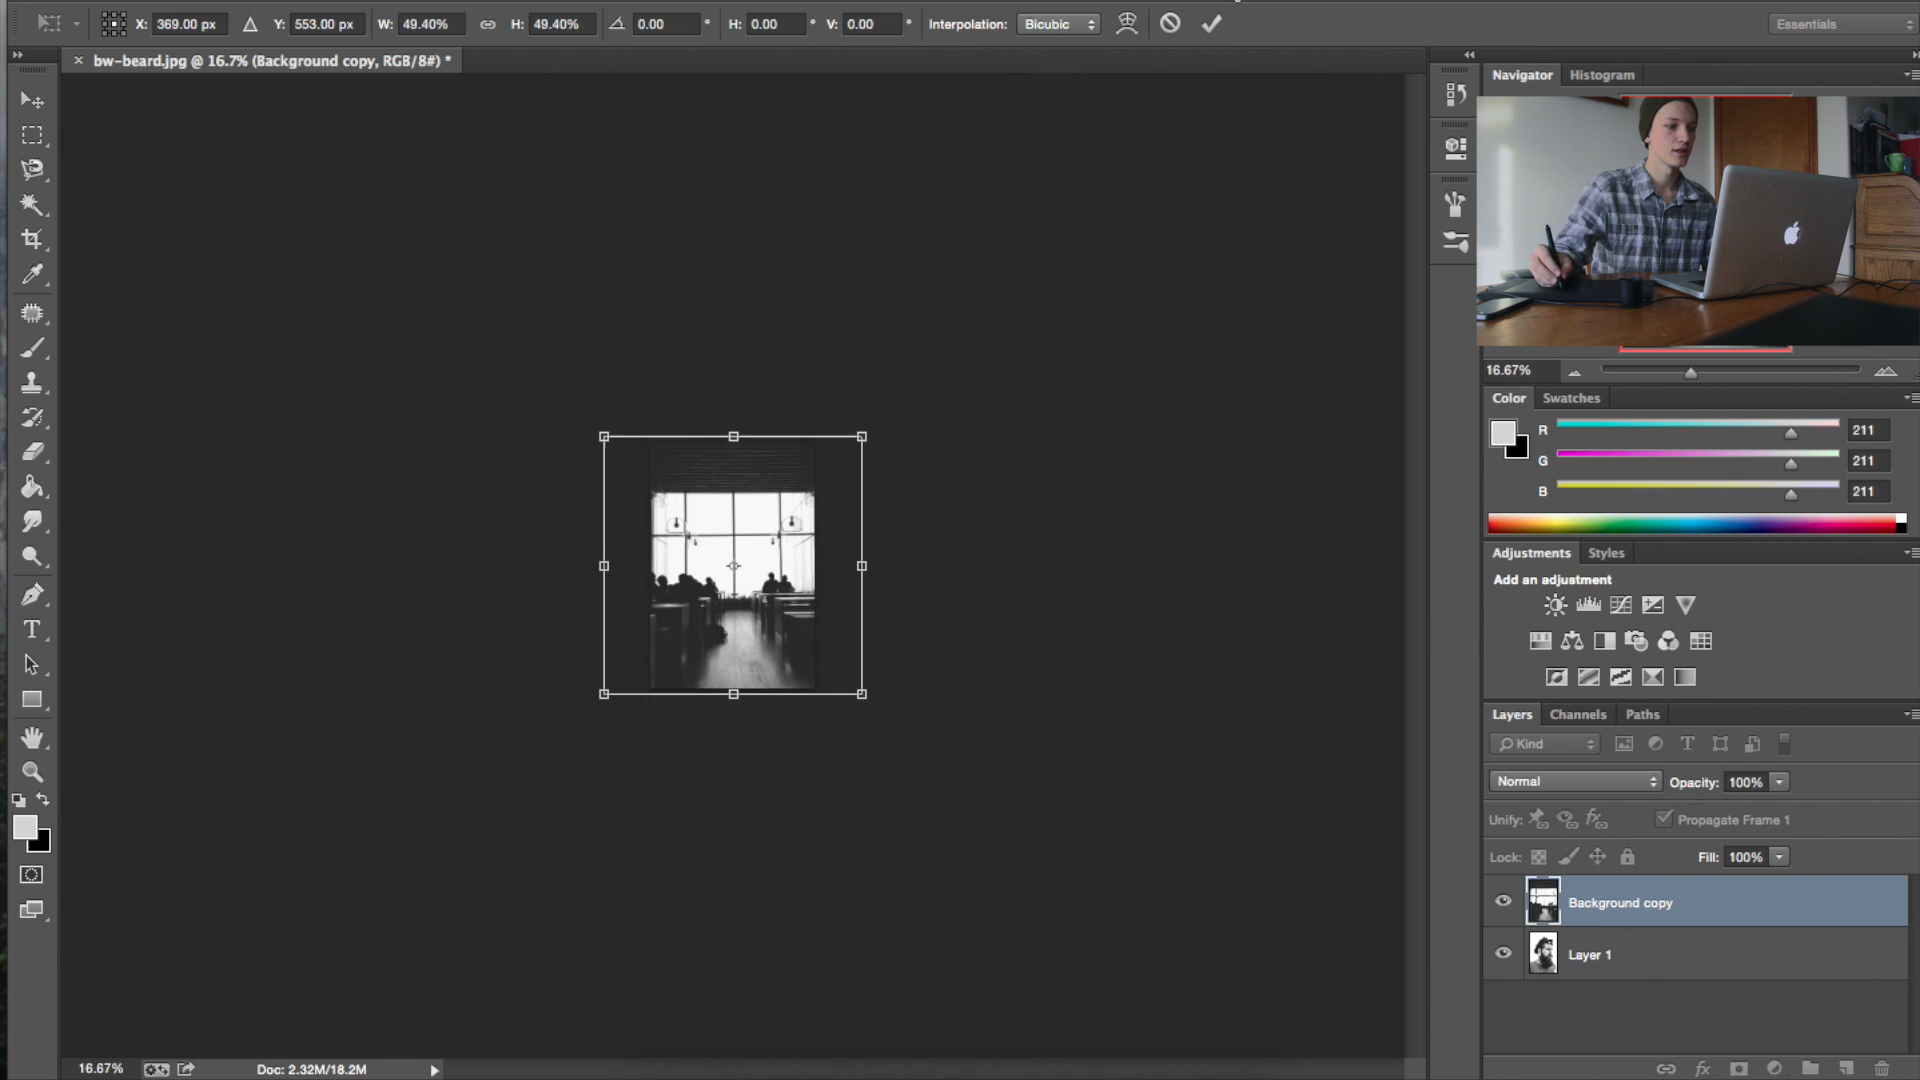 X: 369.00 px Y: 553.00 px W: 49.40% H: 49.40% 0.00 ° H: 0.00 ° V: 0.00 ° Interpolation: Bicubic Essentials
× bw-beard.jpg @ 16.7% (Background copy, RGB/8#) *
Navigator Histogram
16.67%
Color Swatches
R 211
G 211
B 211
Adjustments Styles
Add an adjustment
Layers Channels Paths
Kind
Normal Opacity: 100%
Unify: Propagate Frame 1
Lock: Fill: 100%
Background copy
Layer 1
16.67% Doc: 2.32M/18.2M